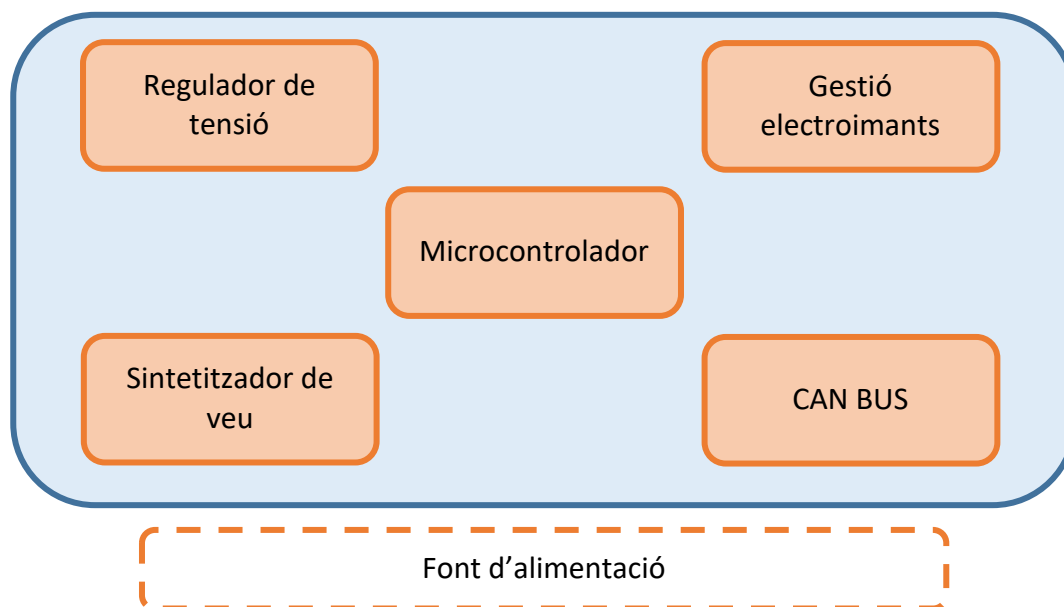 Regulador de
tensió
Gestió
electroimants
Microcontrolador
Sintetitzador de
veu
CAN BUS
Font d’alimentació